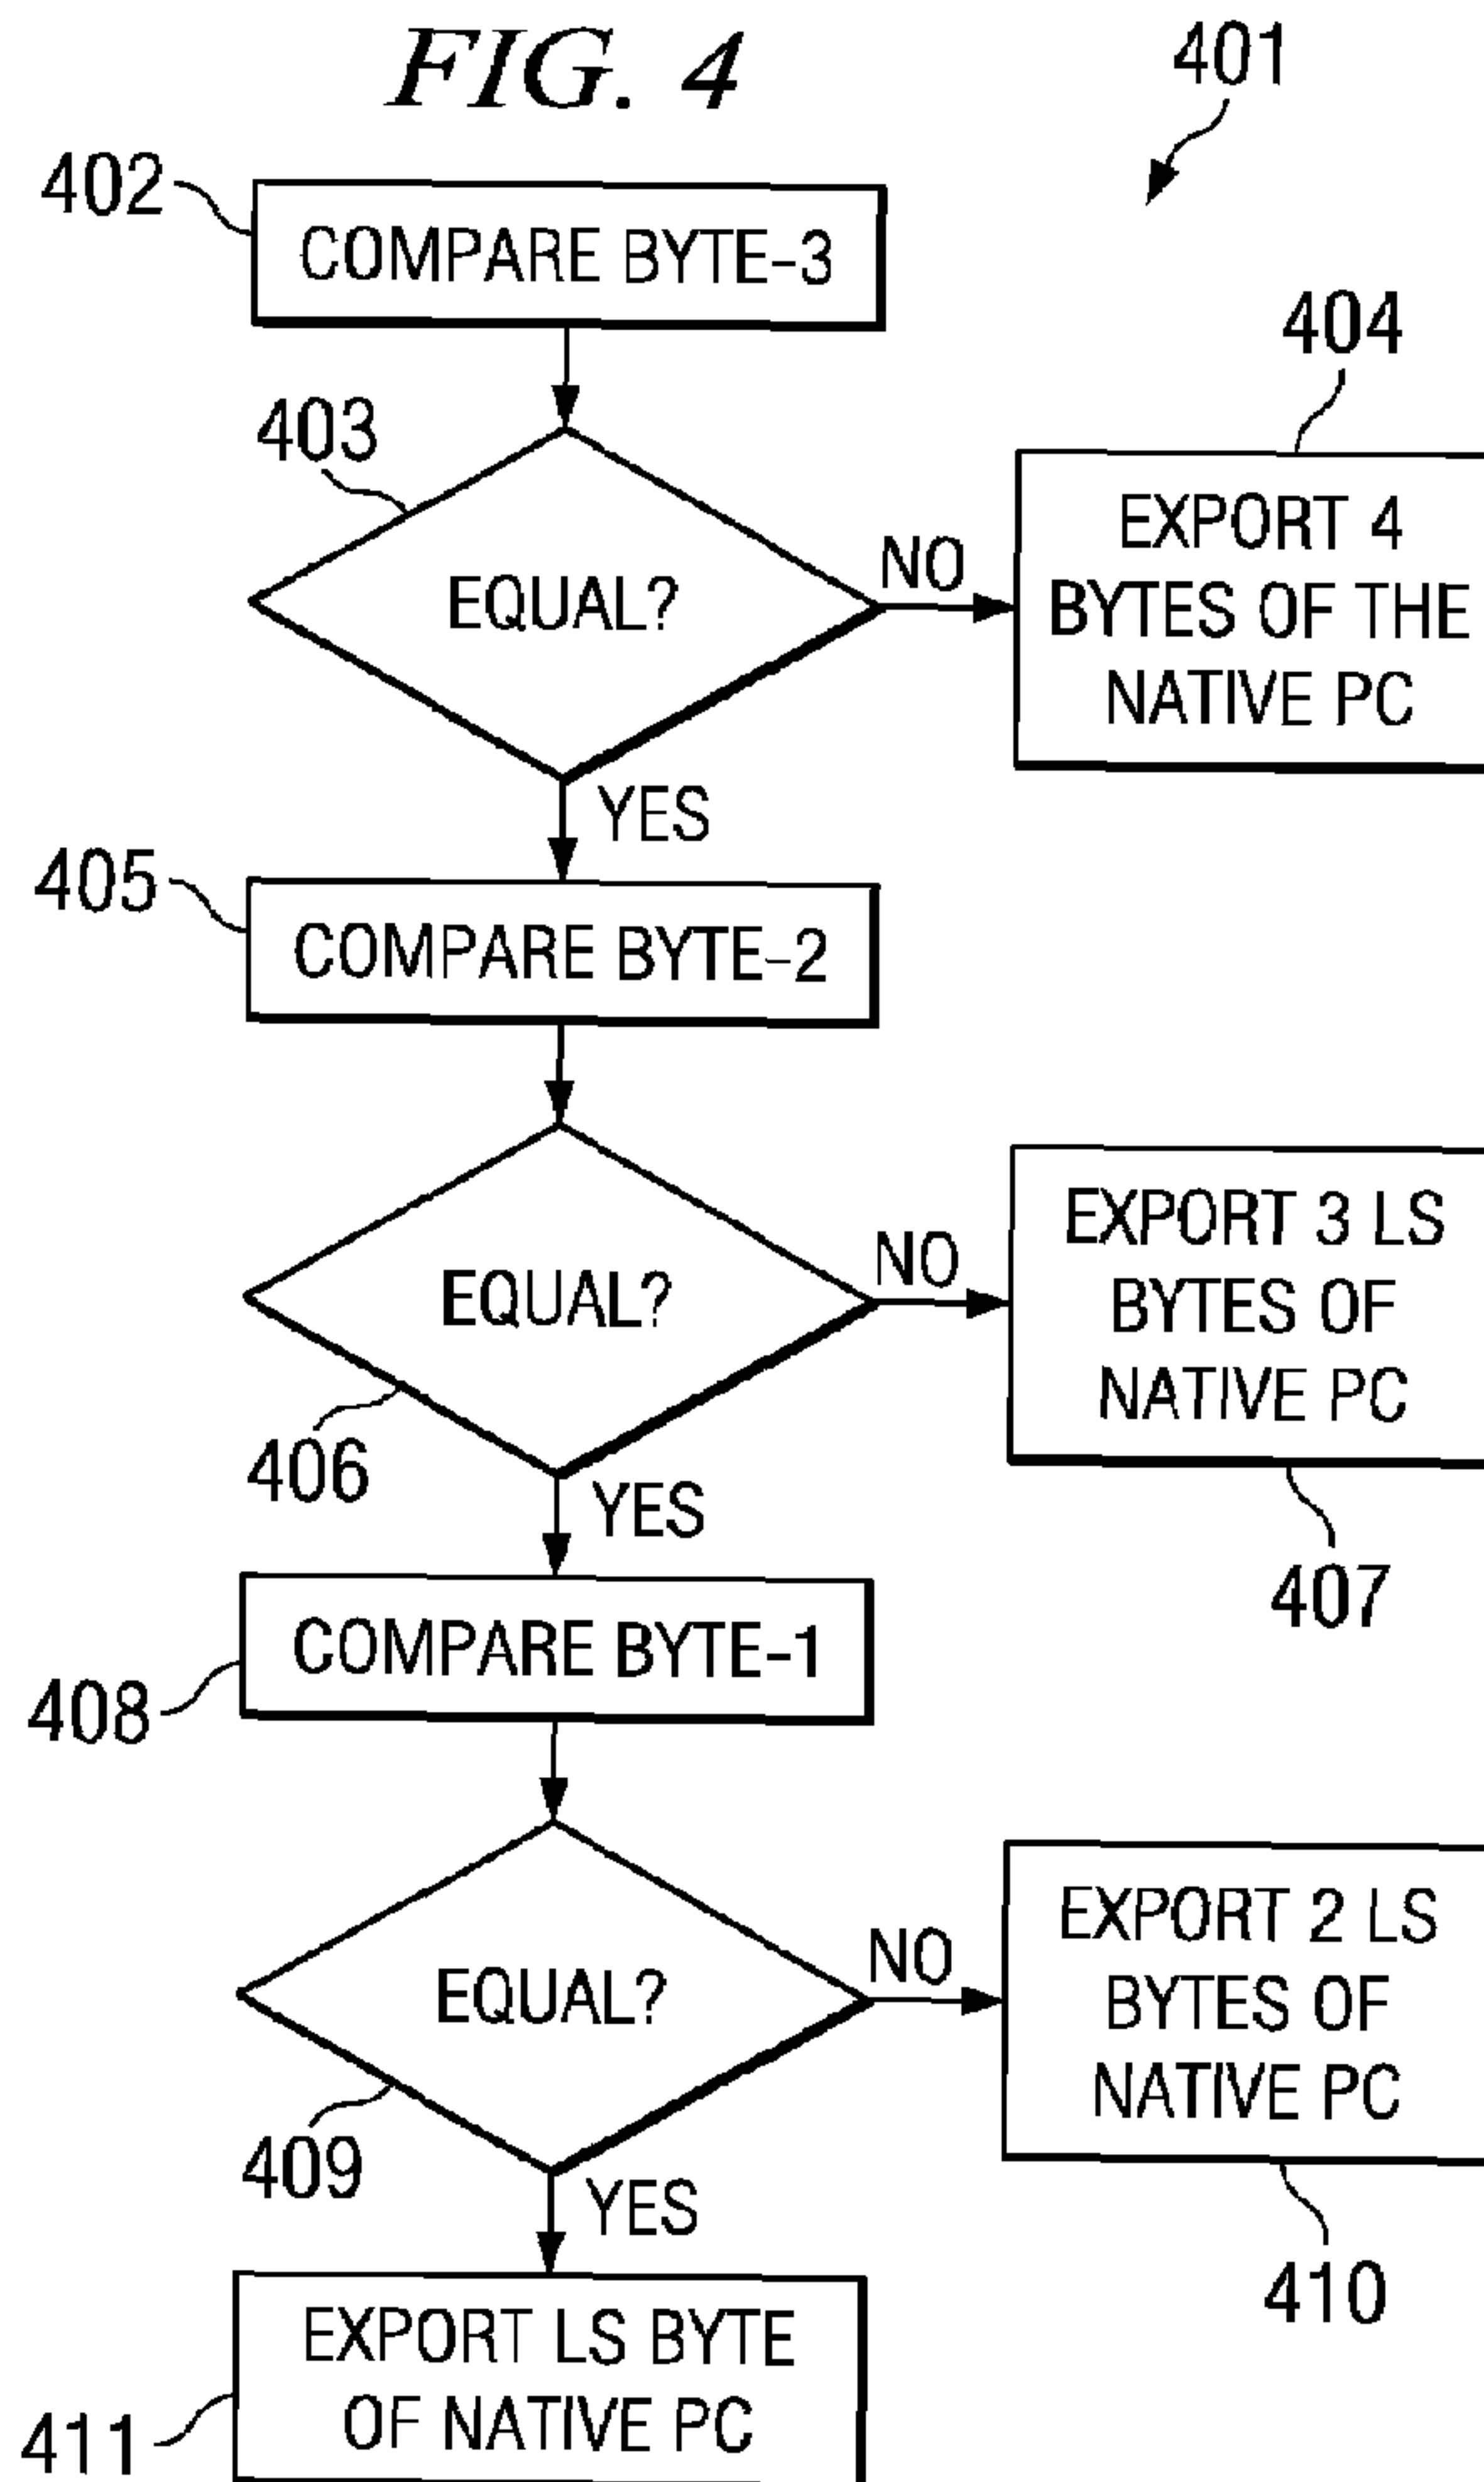 FIG. 4
401
402
COMPARE BYTE-3
404
403
EQUAL?
NO
EXPORT 4
BYTES OF THE
NATIVE PC
YES
405
COMPARE BYTE-2
EQUAL?
NO
EXPORT 3 LS
BYTES OF
NATIVE PC
406
YES
407
COMPARE BYTE-1
408
EQUAL?
NO
EXPORT 2 LS
BYTES OF
NATIVE PC
409
YES
410
EXPORT LS BYTE
OF NATIVE PC
411